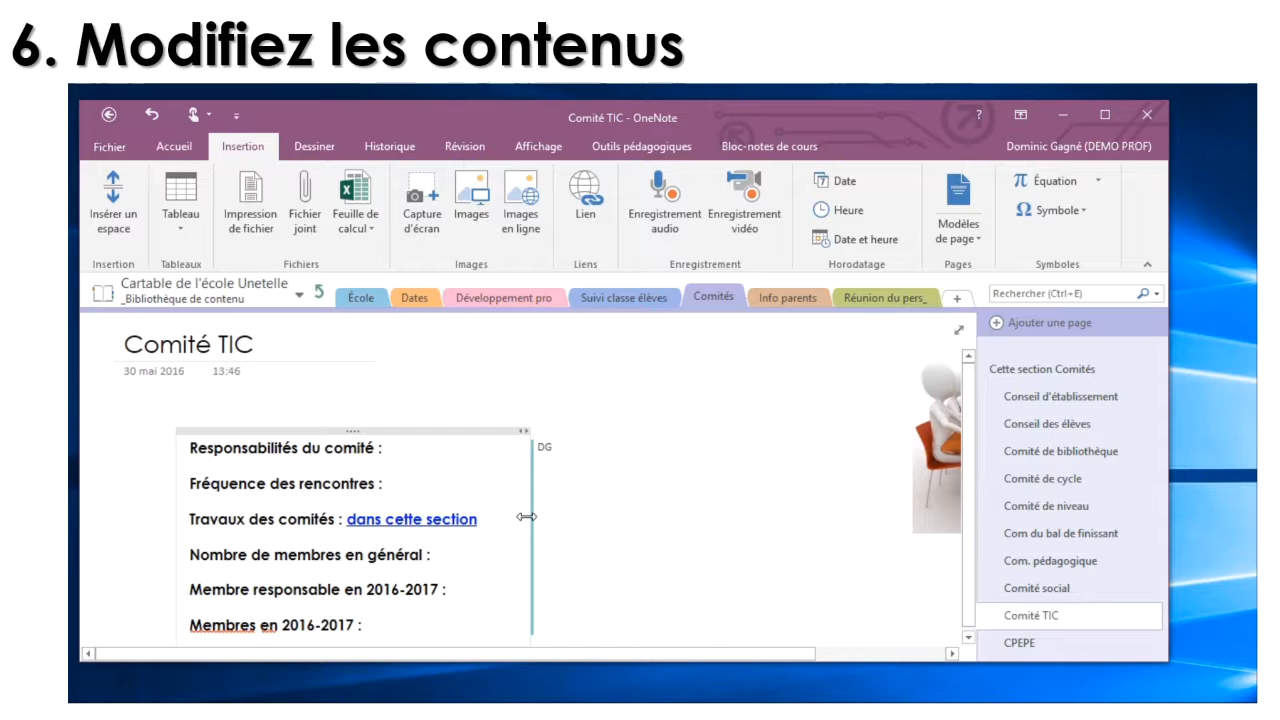 6. Modifiez les contenus
Comité TIC - OneNote
?
Fichier Accueil Insertion Dessiner Historique Révision Affichage Outils pédagogiques Bloc-notes de cours Dominic Gagné (DEMO PROF)
Insérer un espace
Tableau
Impression de fichier
Fichier joint
Feuille de calcul
Capture d'écran
Images
Images en ligne
Lien
Enregistrement audio
Enregistrement vidéo
Date
Heure
Date et heure
Modèles de page
π Équation
Ω Symbole
Insertion Tableaux Fichiers Images Liens Enregistrement Horodatage Pages Symboles
Cartable de l'école Unetelle
_Bibliothèque de contenu
École Dates Développement pro Suivi classe élèves Comités Info parents Réunion du pers_ +
Rechercher (Ctrl+E)
Comité TIC
30 mai 2016 13:46
Responsabilités du comité :
DG
Fréquence des rencontres :
Travaux des comités : dans cette section
Nombre de membres en général :
Membre responsable en 2016-2017 :
Membres en 2016-2017 :
Ajouter une page
Cette section Comités
Conseil d'établissement
Conseil des élèves
Comité de bibliothèque
Comité de cycle
Comité de niveau
Com du bal de finissant
Com. pédagogique
Comité social
Comité TIC
CPEPE